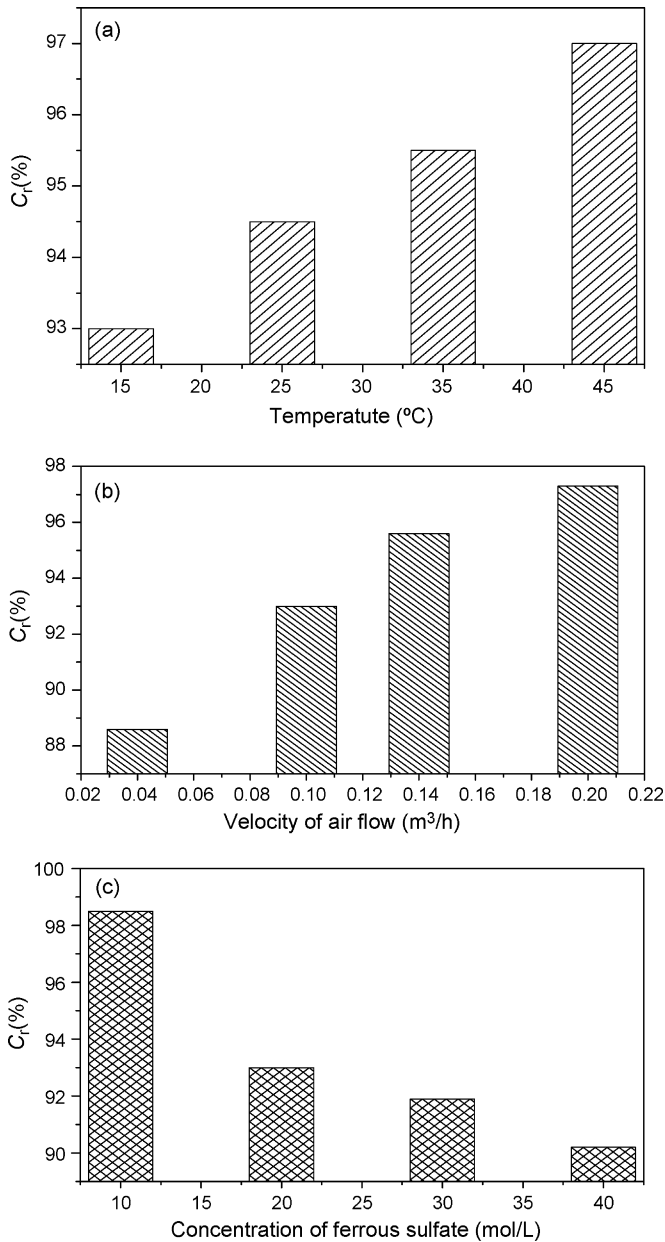 (a)
97
96
95
94
93
Cr(%)
15 20 25 30 35 40 45
Temperatute (ºC)
(b)
98
96
94
92
90
88
Cr(%)
0.02 0.04 0.06 0.08 0.10 0.12 0.14 0.16 0.18 0.20 0.22
Velocity of air flow (m³/h)
(c)
100
98
96
94
92
90
Cr(%)
10 15 20 25 30 35 40
Concentration of ferrous sulfate (mol/L)